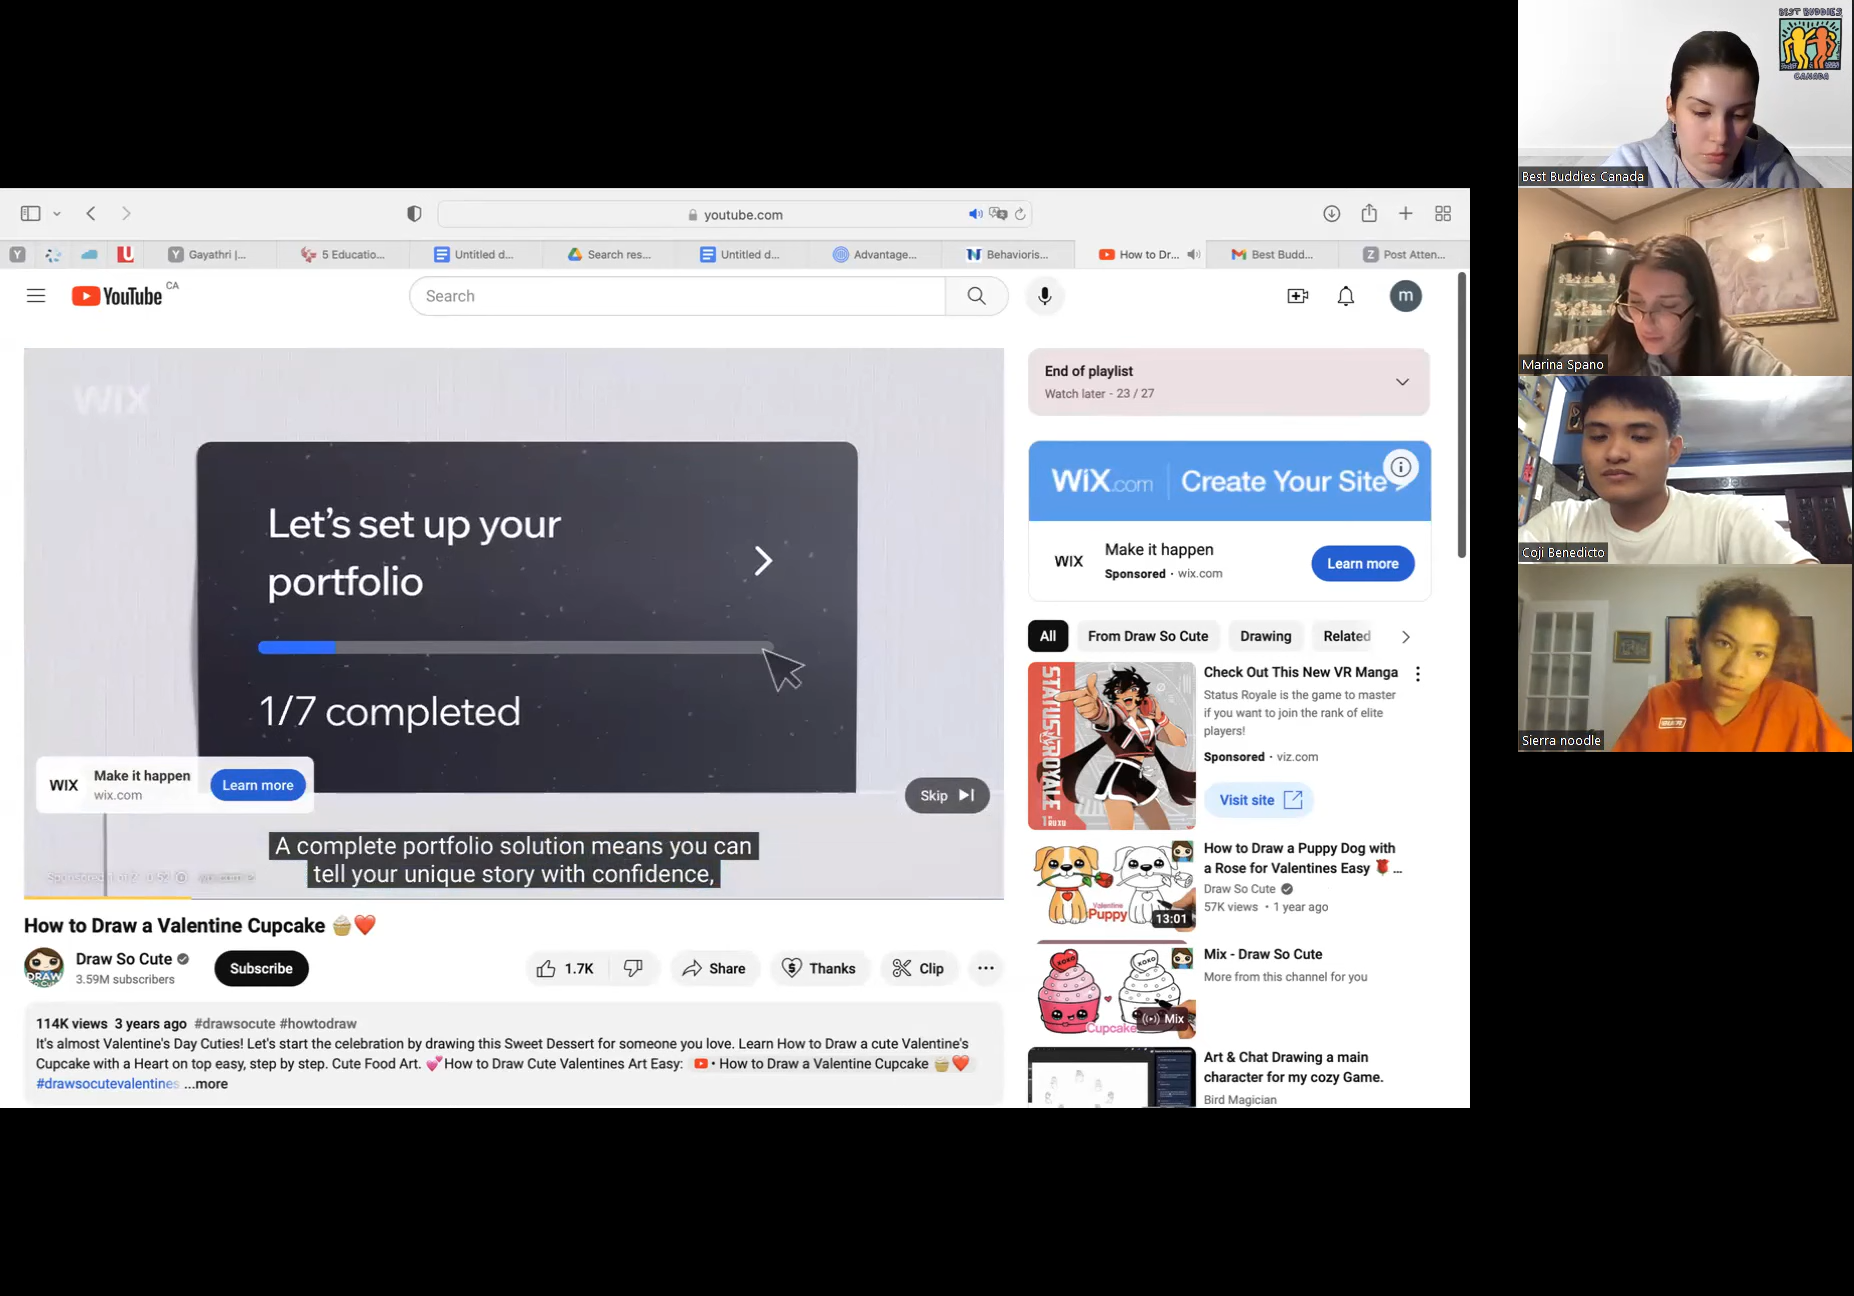 youtube.com
Gayathri |...
5 Educatio...
Untitled d...
Search res...
Untitled d...
Advantage...
Behavioris...
How to Dr...
Best Budd...
Post Atten...
YouTube CA
Search
m
WiX
Let's set up your
portfolio
1/7 completed
WIX
Make it happen
wix.com
Learn more
Skip
A complete portfolio solution means you can
tell your unique story with confidence,
How to Draw a Valentine Cupcake 🧁❤️
DRAW
Draw So Cute
3.59M subscribers
Subscribe
1.7K
Share
Thanks
Clip
114K views 3 years ago #drawsocute #howtodraw
It's almost Valentine's Day Cuties! Let's start the celebration by drawing this Sweet Dessert for someone you love. Learn How to Draw a cute Valentine's
Cupcake with a Heart on top easy, step by step. Cute Food Art. 💕How to Draw Cute Valentines Art Easy: • How to Draw a Valentine Cupcake 🧁❤️
#drawsocutevalentines ...more
End of playlist
Watch later - 23 / 27
WiX.com | Create Your Site
WIX
Make it happen
Sponsored · wix.com
Learn more
All
From Draw So Cute
Drawing
Related
STATUS ROYALE
Check Out This New VR Manga
Status Royale is the game to master
if you want to join the rank of elite
players!
Sponsored · viz.com
Visit site
Valentine
Puppy
13:01
How to Draw a Puppy Dog with
a Rose for Valentines Easy 🌹...
Draw So Cute
57K views • 1 year ago
XOXO
XOXO
Cupcake
Mix
Mix - Draw So Cute
More from this channel for you
Art & Chat Drawing a main
character for my cozy Game.
Bird Magician
BEST BUDDIES
CANADA
Best Buddies Canada
Marina Spano
Coji Benedicto
Sierra noodle